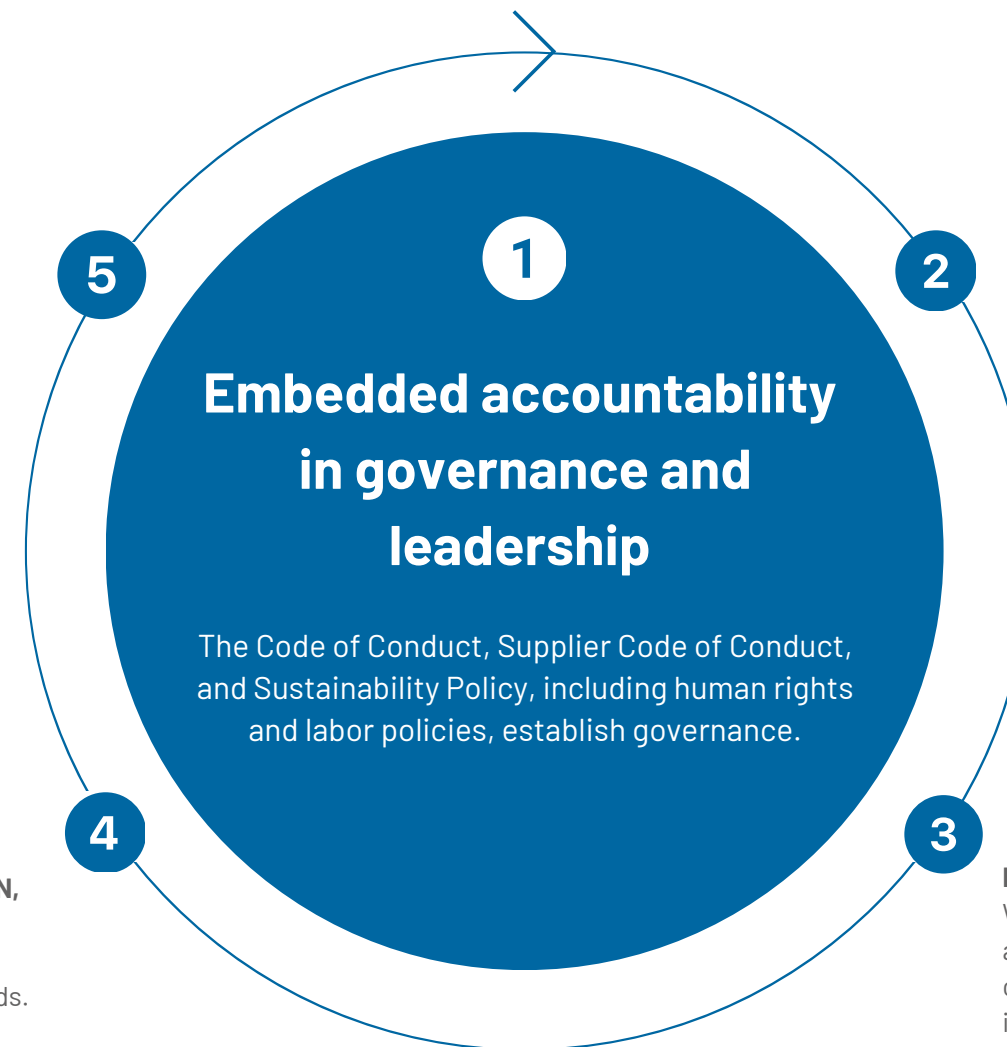 1
5
2
Embedded accountability
in governance and
leadership
The Code of Conduct, Supplier Code of Conduct,
and Sustainability Policy, including human rights
and labor policies, establish governance.
4
3